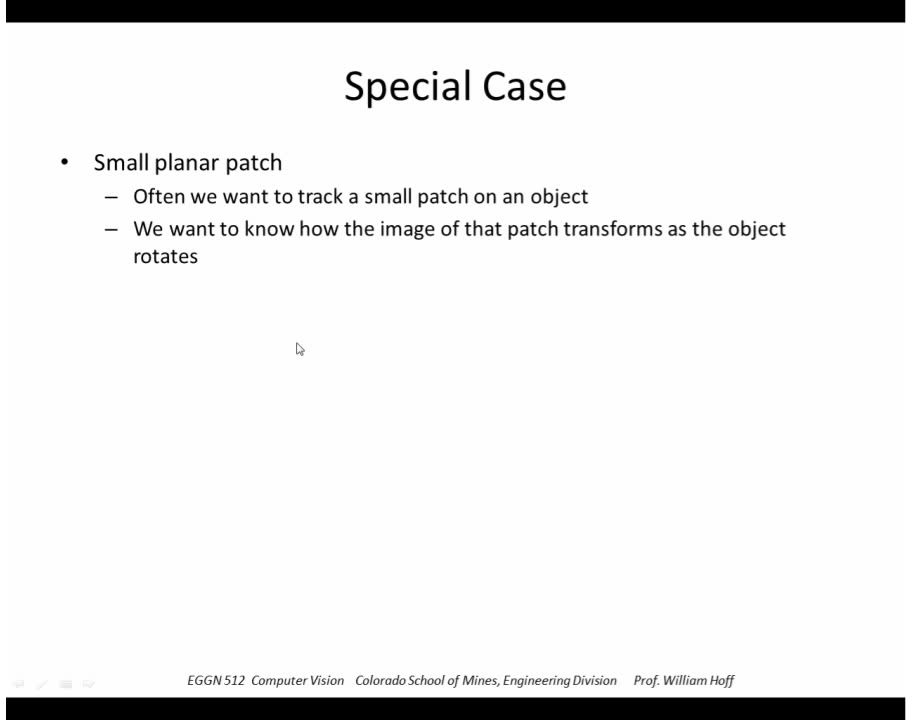 Special Case
• Small planar patch
– Often we want to track a small patch on an object
– We want to know how the image of that patch transforms as the object
rotates
EGGN 512 Computer Vision Colorado School of Mines, Engineering Division Prof. William Hoff